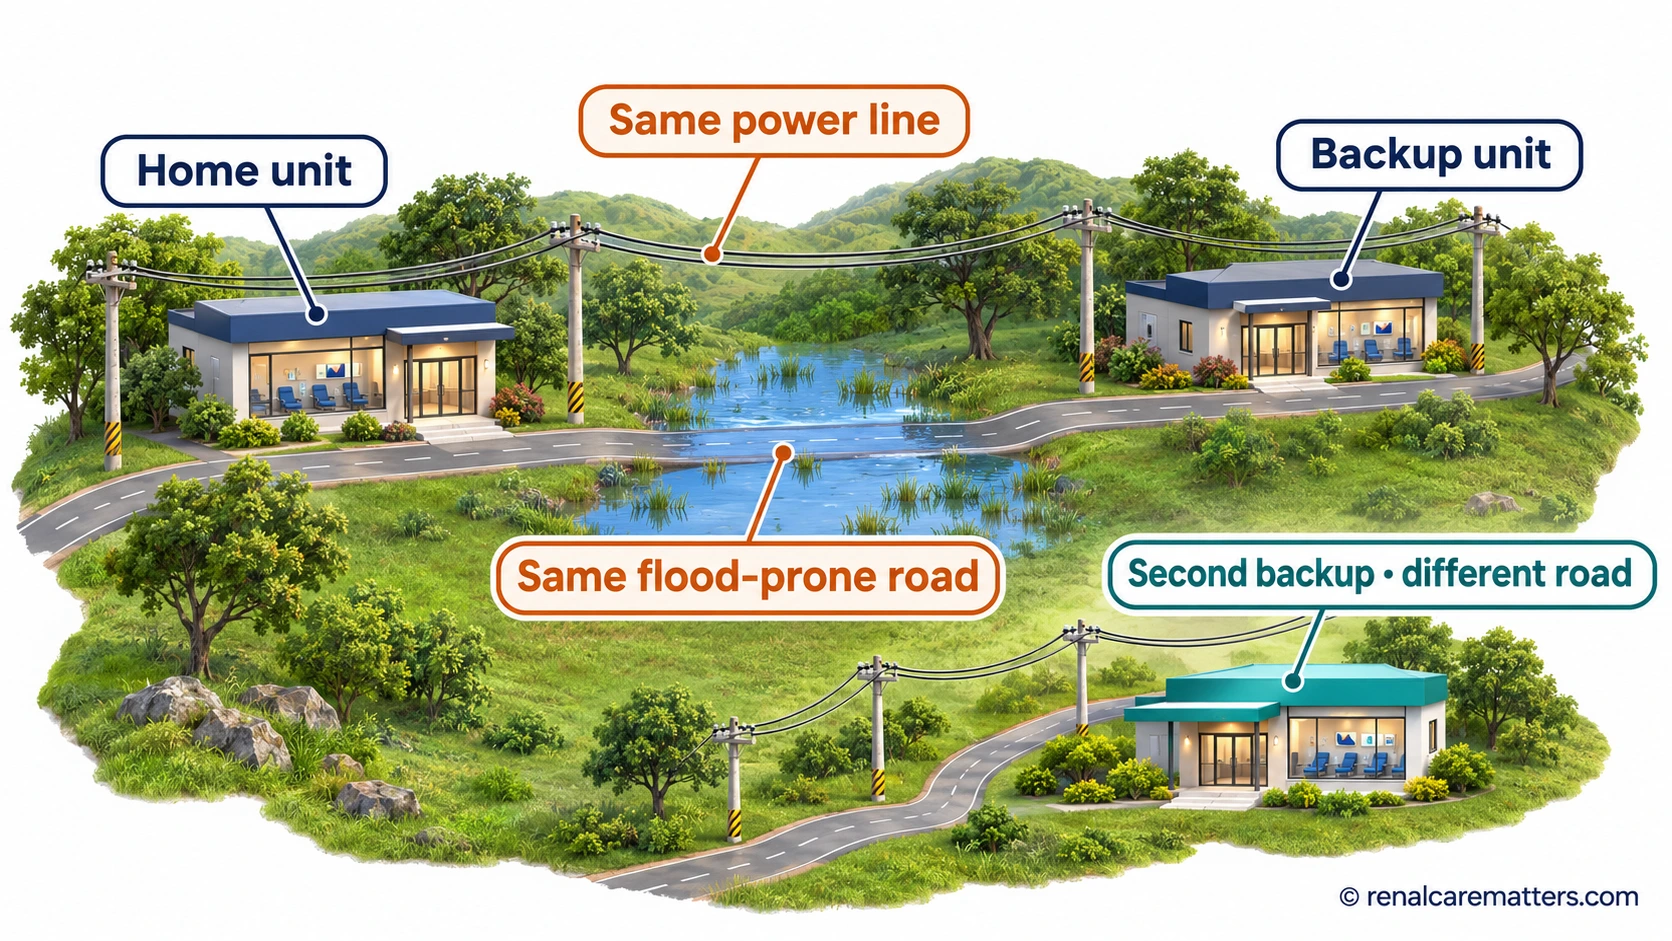 Same power line
Home unit
Backup unit
Same flood-prone road
Second backup • different road
© renalcarematters.com